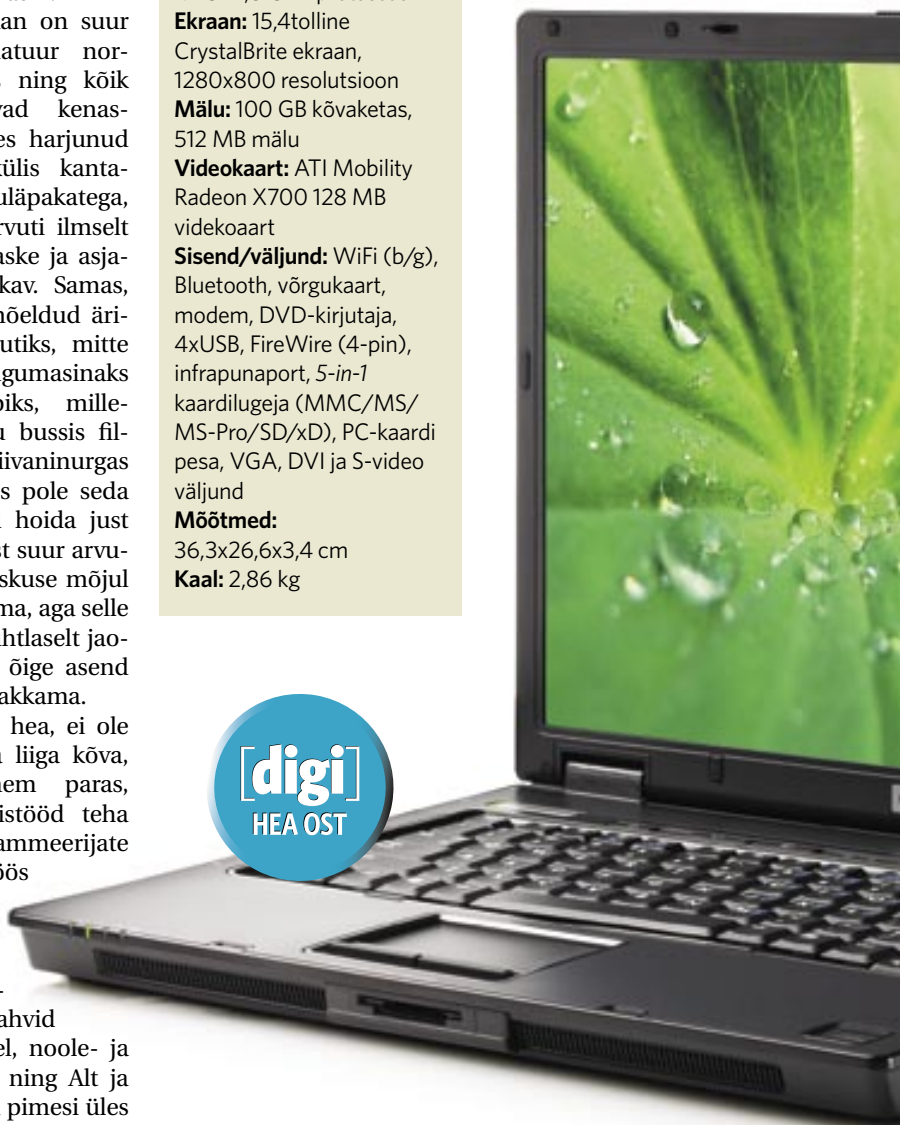 an on suur
atuur nor-
ning kõik
vad kenas-
es harjunud
külis kanta-
uläpakatega,
rvuti ilmselt
aske ja asja-
kav. Samas,
nõeldud äri-
utiks, mitte
gumasinaks
piks, mille-
u bussis fil-
iivaninurgas
s pole seda
hoida just
st suur arvu-
skuse mõjul
ma, aga selle
ihtlaselt jao-
õige asend
akkama.
hea, ei ole
liiga kõva,
nem paras,
istööd teha
ammeerijate
öös
ahvid
el, noole- ja
ning Alt ja
pimesi üles
Ekraan: 15,4tolline
CrystalBrite ekraan,
1280x800 resolutsioon
Mälu: 100 GB kõvaketas,
512 MB mälu
Videokaart: ATI Mobility
Radeon X700 128 MB
videkoaart
Sisend/väljund: WiFi (b/g),
Bluetooth, võrgukaart,
modem, DVD-kirjutaja,
4xUSB, FireWire (4-pin),
infrapunaport, 5-in-1
kaardilugeja (MMC/MS/
MS-Pro/SD/xD), PC-kaardi
pesa, VGA, DVI ja S-video
väljund
Mõõtmed:
36,3x26,6x3,4 cm
Kaal: 2,86 kg
[digi]
HEA OST